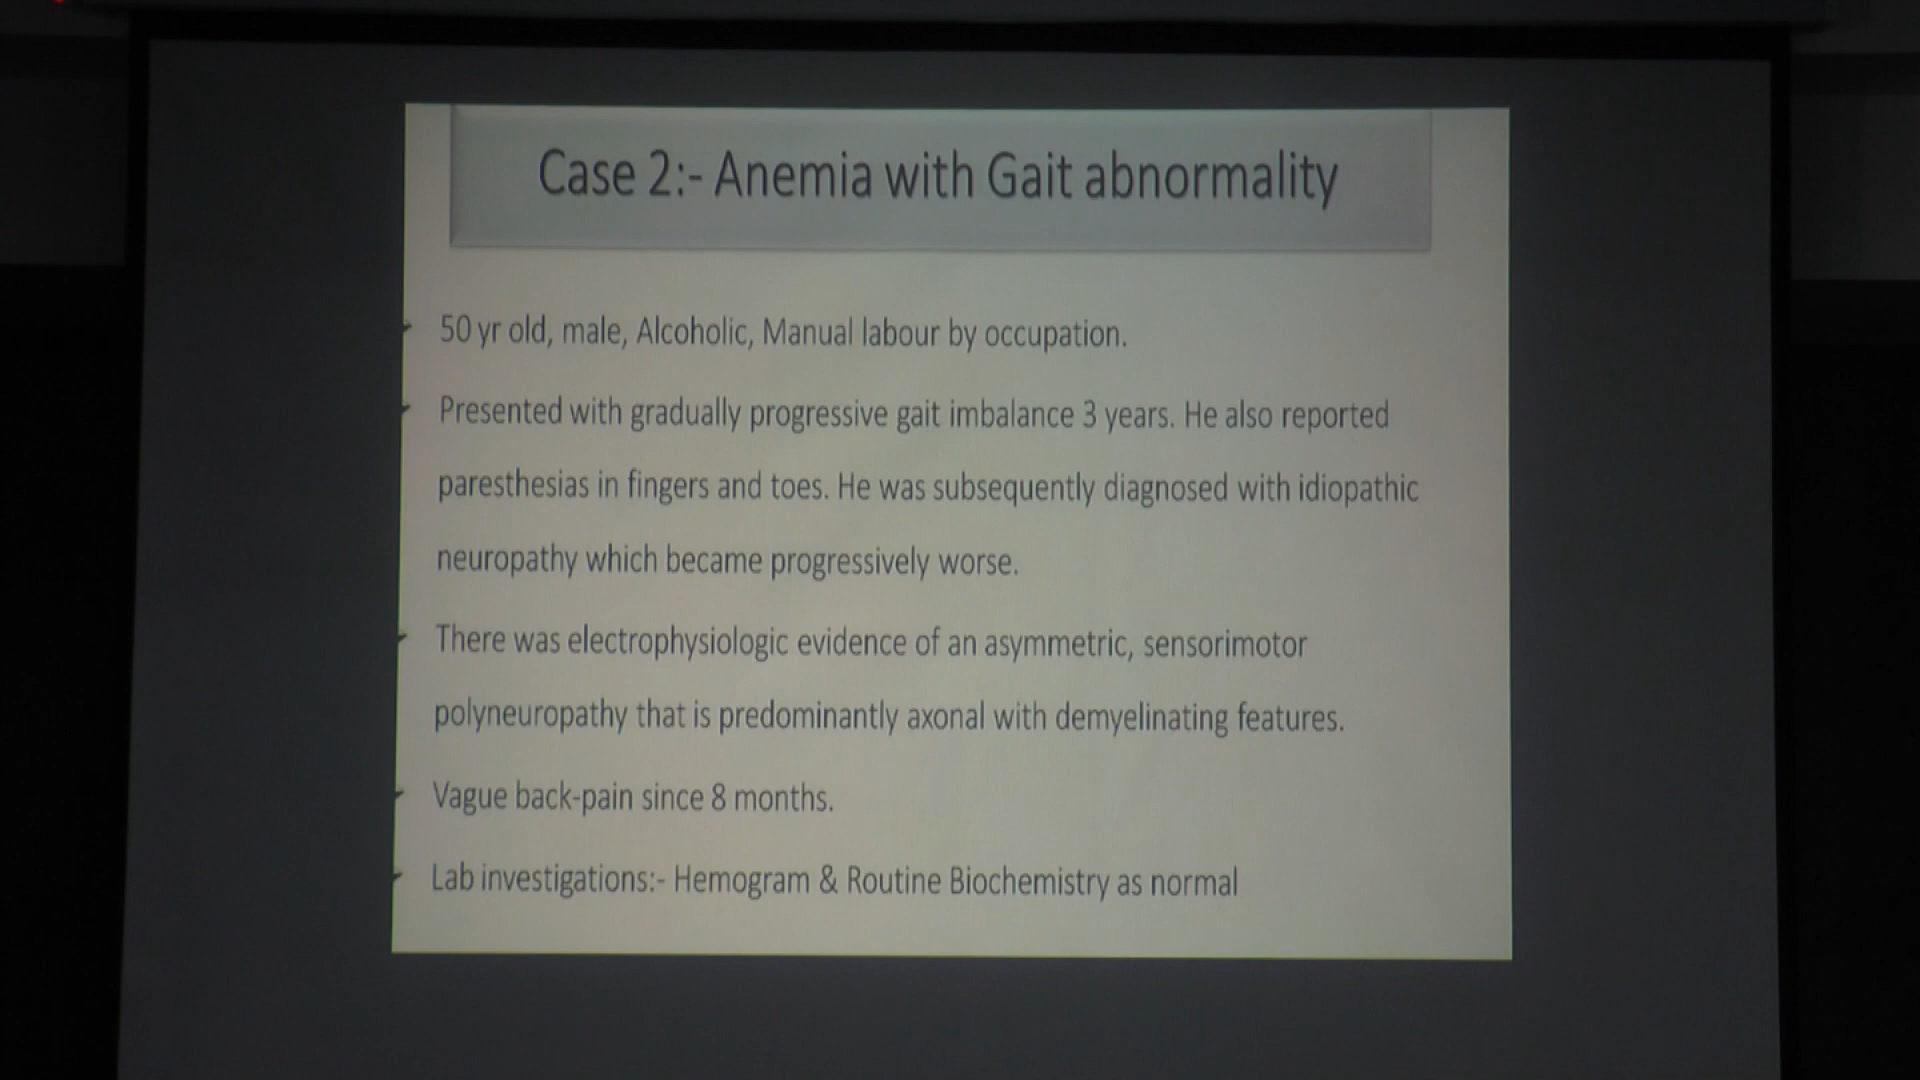 Case 2:- Anemia with Gait abnormality
50 yr old, male, Alcoholic, Manual labour by occupation.
Presented with gradually progressive gait imbalance 3 years. He also reported
paresthesias in fingers and toes. He was subsequently diagnosed with idiopathic
neuropathy which became progressively worse.
There was electrophysiologic evidence of an asymmetric, sensorimotor
polyneuropathy that is predominantly axonal with demyelinating features.
Vague back-pain since 8 months.
Lab investigations:- Hemogram & Routine Biochemistry as normal